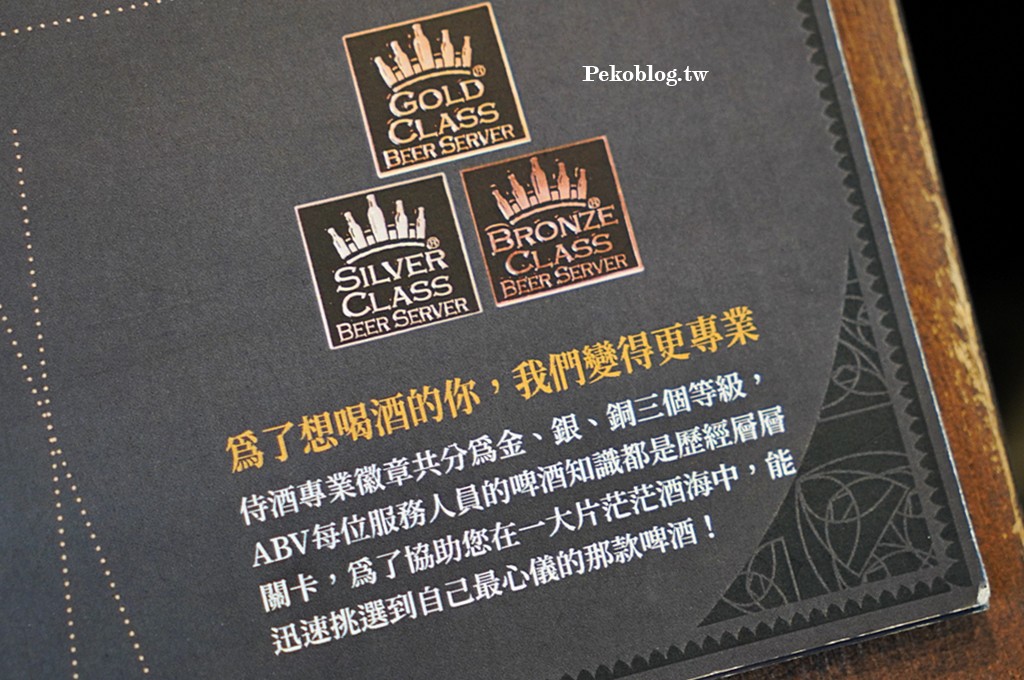 Pekoblog.tw
GOLD
CLASS
BEER SERVER
®
SILVER
CLASS
BEER SERVER
®
BRONZE
CLASS
BEER SERVER
®
為了想喝酒的你，我們變得更專業
侍酒專業徽章共分為金、銀、銅三個等級，
ABV每位服務人員的啤酒知識都是歷經層層
關卡，為了協助您在一大片茫茫酒海中，能
迅速挑選到自己最心儀的那款啤酒！